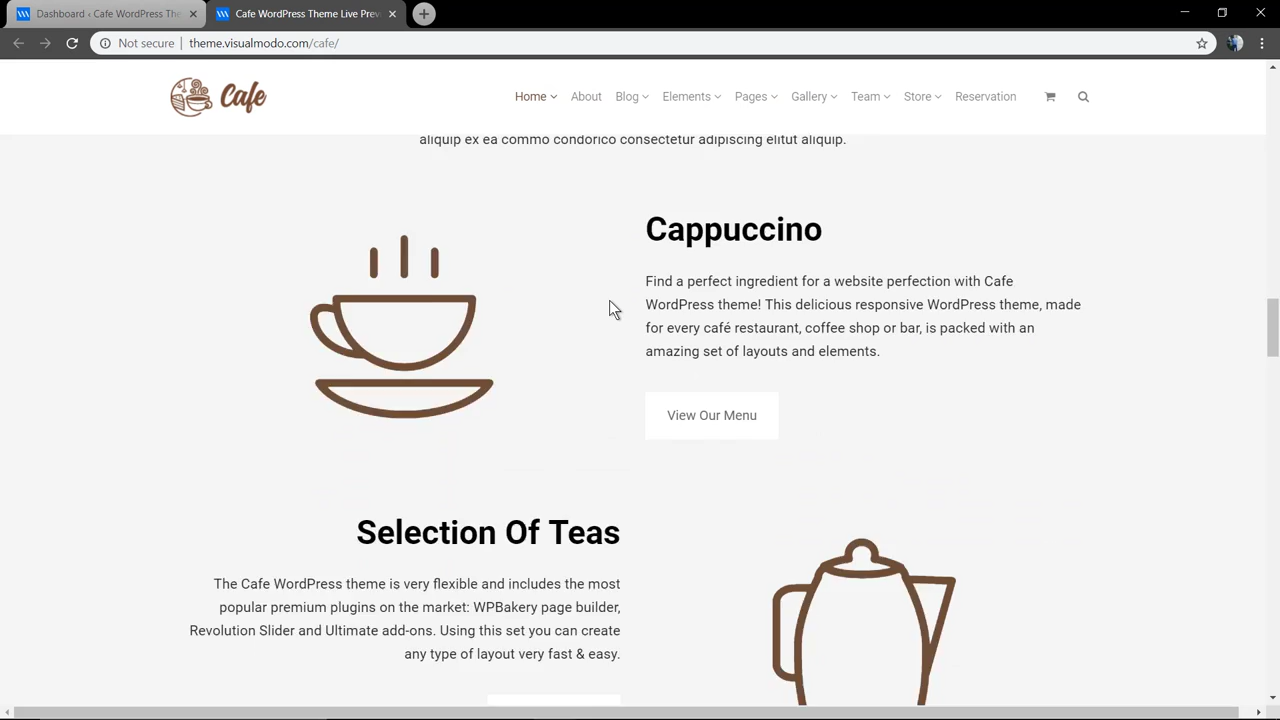 Dashboard ‹ Cafe WordPress The
Cafe WordPress Theme Live Prev
Not secure
theme.visualmodo.com/cafe/
Cafe
Home
About
Blog
Elements
Pages
Gallery
Team
Store
Reservation
aliquip ex ea commo condorico consectetur adipiscing elitut aliquip.
Cappuccino
Find a perfect ingredient for a website perfection with Cafe
WordPress theme! This delicious responsive WordPress theme, made
for every café restaurant, coffee shop or bar, is packed with an
amazing set of layouts and elements.
View Our Menu
Selection Of Teas
The Cafe WordPress theme is very flexible and includes the most
popular premium plugins on the market: WPBakery page builder,
Revolution Slider and Ultimate add-ons. Using this set you can create
any type of layout very fast & easy.